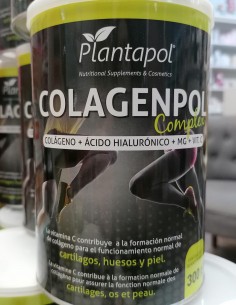 Plantapol
Nutritional Supplements & Cosmetics
COLAGENPOL
Complex
COLÁGENO + ÁCIDO HIALURÓNICO + MG + VIT. C
La vitamina C contribuye a la formación normal
de colágeno para el funcionamiento normal de
cartílagos, huesos y piel.
La vitamine C contribue à la formation normale de
collagène pour assurer la fonction normale des
cartilages, os et peau.